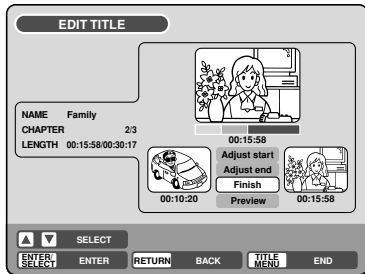 EDIT TITLE
NAME Family
CHAPTER 2/3
LENGTH 00:15:58/00:30:17
00:15:58
Adjust start
Adjust end
Finish
Preview
00:10:20
00:15:58
SELECT
ENTER/SELECT ENTER RETURN BACK TITLE MENU END